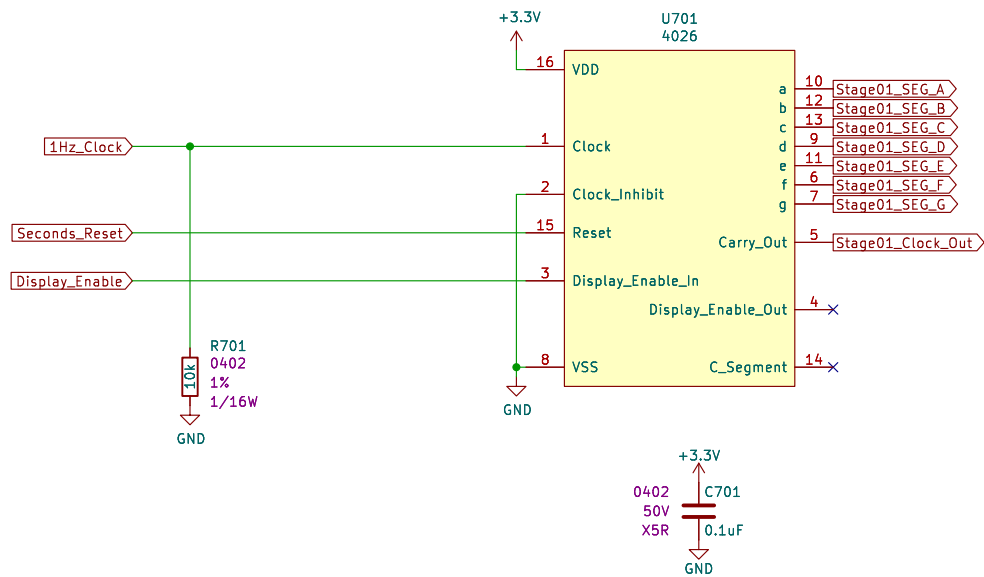 +3.3V
U701
4026
16
VDD
a
10
Stage01_SEG_A
b
12
Stage01_SEG_B
c
13
Stage01_SEG_C
1Hz_Clock
1
Clock
d
9
Stage01_SEG_D
e
11
Stage01_SEG_E
2
Clock_Inhibit
f
6
Stage01_SEG_F
g
7
Stage01_SEG_G
Seconds_Reset
15
Reset
Carry_Out
5
Stage01_Clock_Out
Display_Enable
3
Display_Enable_In
Display_Enable_Out
4
8
VSS
C_Segment
14
GND
R701
0402
10k
1%
1/16W
GND
+3.3V
0402
C701
50V
X5R
0.1uF
GND